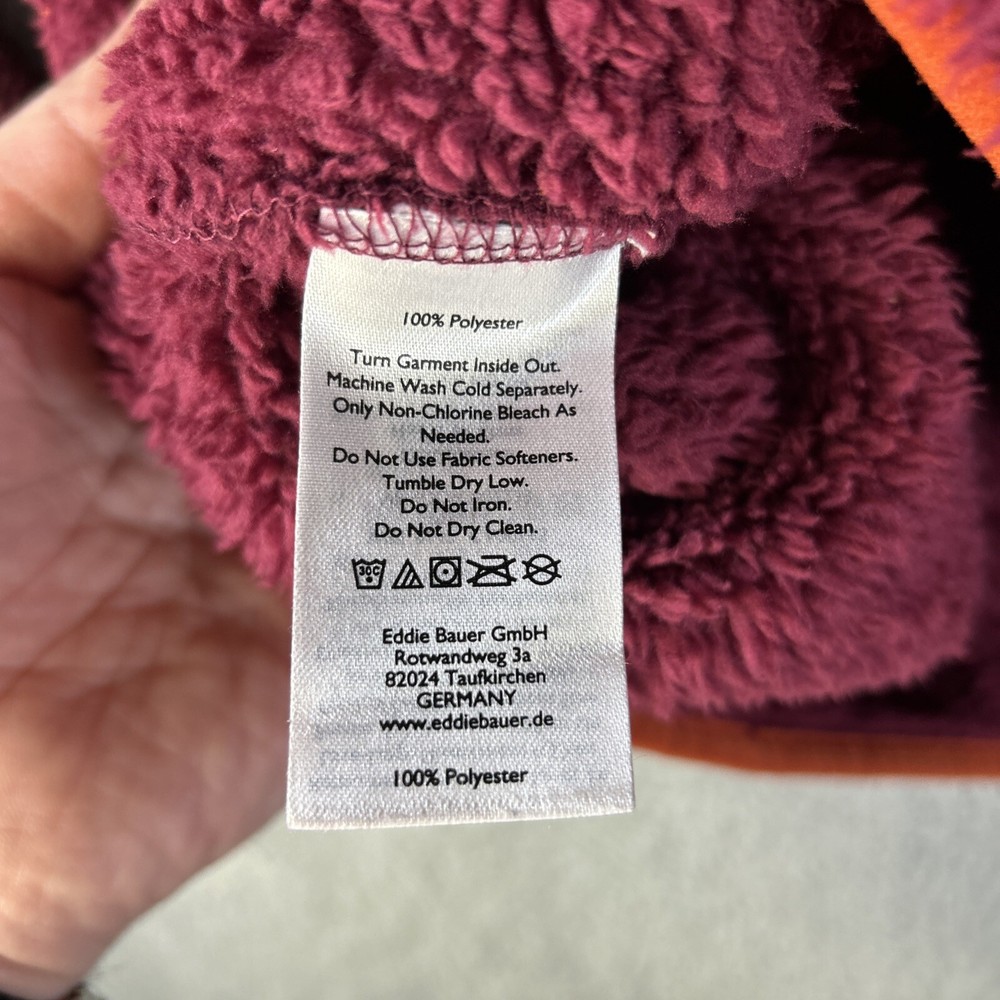 100% Polyester
Turn Garment Inside Out.
Machine Wash Cold Separately.
Only Non-Chlorine Bleach As
Needed.
Do Not Use Fabric Softeners.
Tumble Dry Low.
Do Not Iron.
Do Not Dry Clean.
30C
Eddie Bauer GmbH
Rotwandweg 3a
82024 Taufkirchen
GERMANY
www.eddiebauer.de
100% Polyester